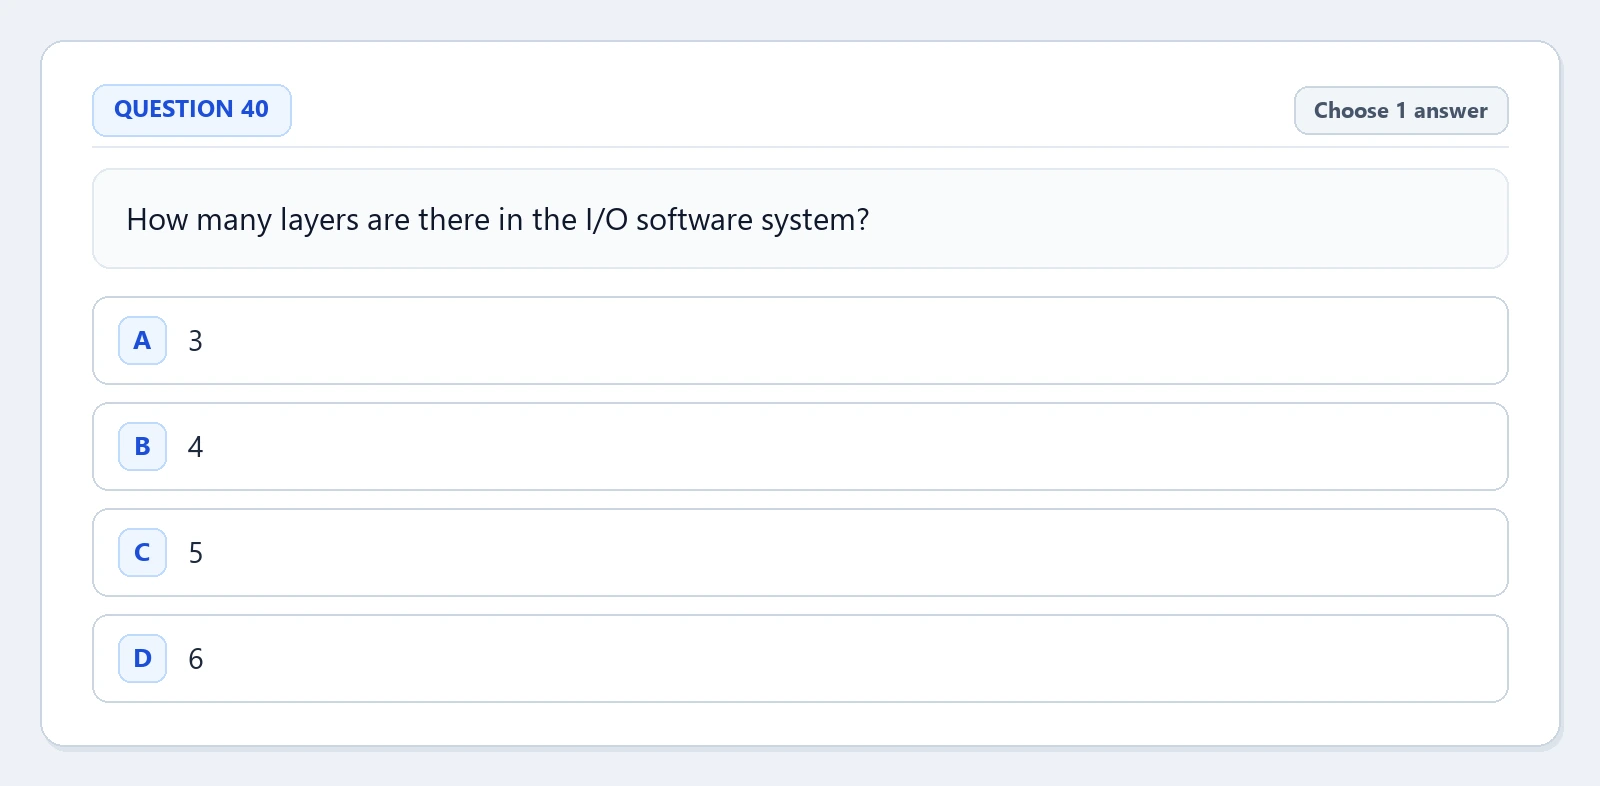 QUESTION 40
Choose 1 answer
How many layers are there in the I/O software system?
A 3
B 4
C 5
D 6